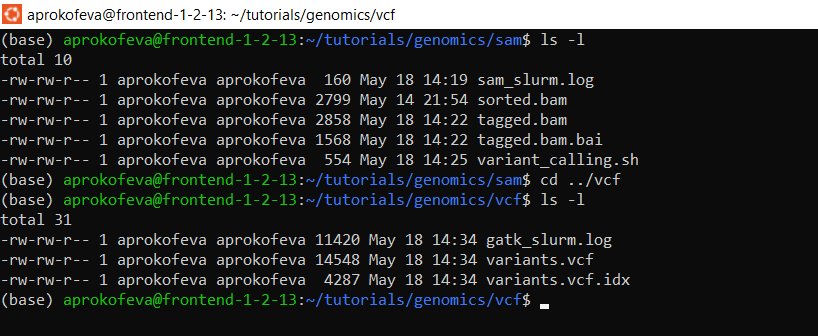 aprokofeva@frontend-1-2-13: ~/tutorials/genomics/vcf
(base) aprokofeva@frontend-1-2-13:~/tutorials/genomics/sam$ ls -l
total 10
-rw-rw-r-- 1 aprokofeva aprokofeva  160 May 18 14:19 sam_slurm.log
-rw-rw-r-- 1 aprokofeva aprokofeva 2799 May 14 21:54 sorted.bam
-rw-rw-r-- 1 aprokofeva aprokofeva 2858 May 18 14:22 tagged.bam
-rw-rw-r-- 1 aprokofeva aprokofeva 1568 May 18 14:22 tagged.bam.bai
-rw-rw-r-- 1 aprokofeva aprokofeva  554 May 18 14:25 variant_calling.sh
(base) aprokofeva@frontend-1-2-13:~/tutorials/genomics/sam$ cd ../vcf
(base) aprokofeva@frontend-1-2-13:~/tutorials/genomics/vcf$ ls -l
total 31
-rw-rw-r-- 1 aprokofeva aprokofeva 11420 May 18 14:34 gatk_slurm.log
-rw-rw-r-- 1 aprokofeva aprokofeva 14548 May 18 14:34 variants.vcf
-rw-rw-r-- 1 aprokofeva aprokofeva  4287 May 18 14:34 variants.vcf.idx
(base) aprokofeva@frontend-1-2-13:~/tutorials/genomics/vcf$